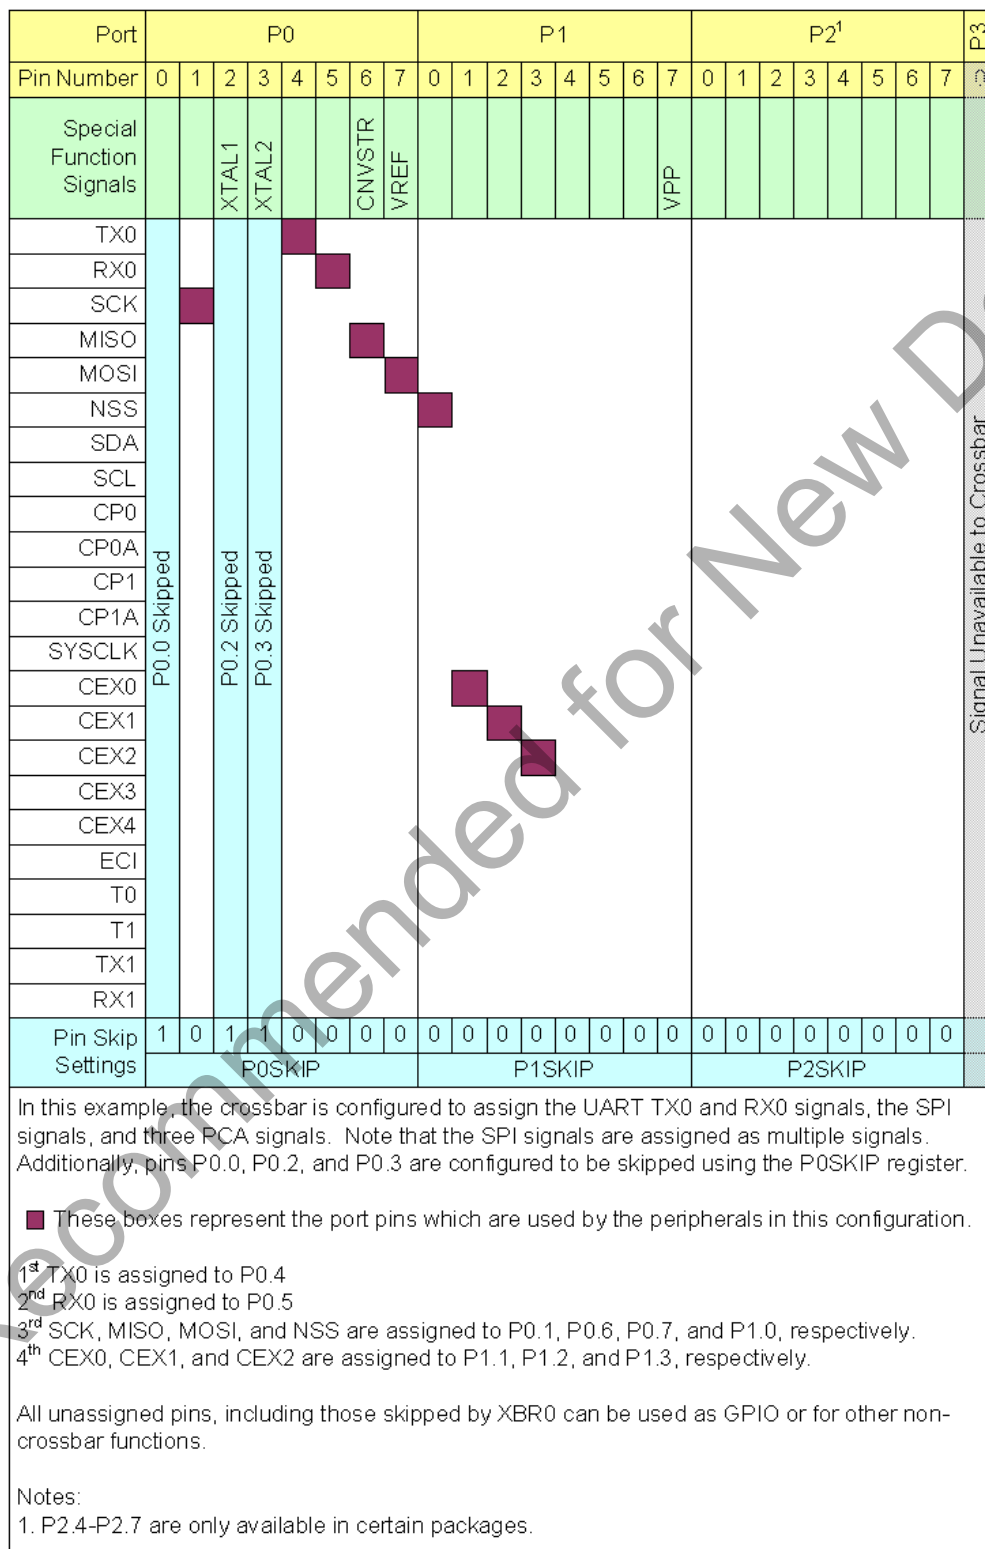 Port P0 P1 P2¹ P3
Pin Number 0 1 2 3 4 5 6 7 0 1 2 3 4 5 6 7 0 1 2 3 4 5 6 7 0
Special
Function
Signals
XTAL1
XTAL2
CNVSTR
VREF
VPP
TX0
RX0
SCK
MISO
MOSI
NSS
SDA
SCL
CP0
CP0A
CP1
CP1A
SYSCLK
CEX0
CEX1
CEX2
CEX3
CEX4
ECI
T0
T1
TX1
RX1
P0.0 Skipped
P0.2 Skipped
P0.3 Skipped
Signal Unavailable to Crossbar
Pin Skip
Settings
1 0 1 1 0 0 0 0 0 0 0 0 0 0 0 0 0 0 0 0 0 0 0 0
P0SKIP P1SKIP P2SKIP
In this example, the crossbar is configured to assign the UART TX0 and RX0 signals, the SPI
signals, and three PCA signals. Note that the SPI signals are assigned as multiple signals.
Additionally, pins P0.0, P0.2, and P0.3 are configured to be skipped using the P0SKIP register.
These boxes represent the port pins which are used by the peripherals in this configuration.
1st TX0 is assigned to P0.4
2nd RX0 is assigned to P0.5
3rd SCK, MISO, MOSI, and NSS are assigned to P0.1, P0.6, P0.7, and P1.0, respectively.
4th CEX0, CEX1, and CEX2 are assigned to P1.1, P1.2, and P1.3, respectively.
All unassigned pins, including those skipped by XBR0 can be used as GPIO or for other non-
crossbar functions.
Notes:
1. P2.4-P2.7 are only available in certain packages.
ecommended for New D